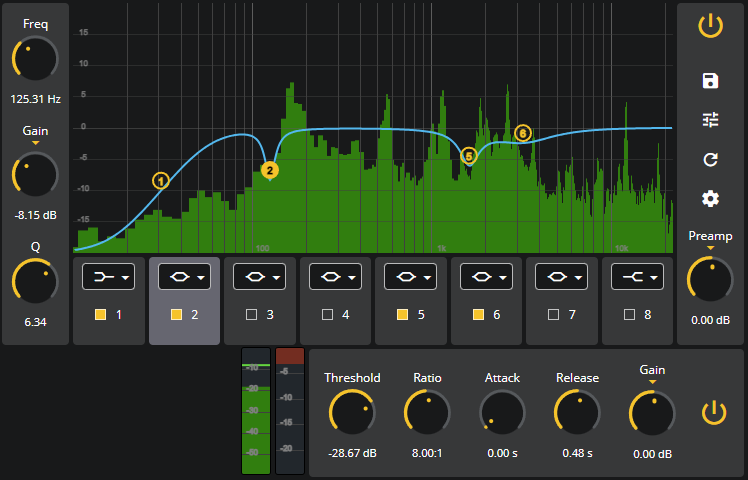 Freq
125.31 Hz
Gain
-8.15 dB
Q
6.34
15
10
5
0
-5
-10
-15
100
1k
10k
1
2
5
6
1
2
3
4
5
6
7
8
Preamp
0.00 dB
-10
-20
-30
-40
-50
-5
-10
-15
-20
Threshold
Ratio
Attack
Release
Gain
-28.67 dB
8.00:1
0.00 s
0.48 s
0.00 dB